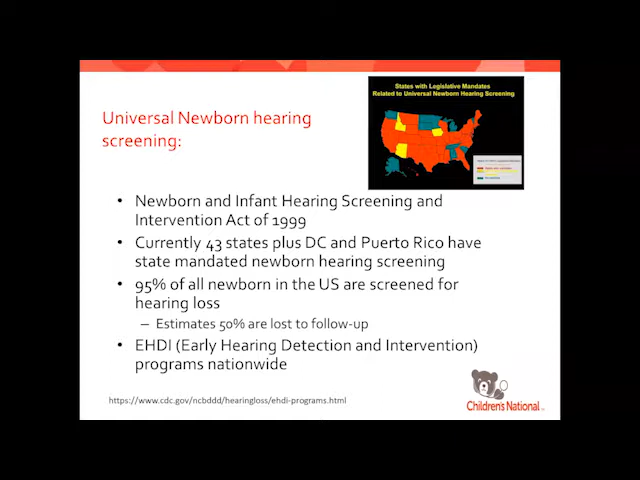 States with Legislative Mandates
Related to Universal Newborn Hearing Screening
Universal Newborn hearing
screening:
• Newborn and Infant Hearing Screening and
Intervention Act of 1999
• Currently 43 states plus DC and Puerto Rico have
state mandated newborn hearing screening
• 95% of all newborn in the US are screened for
hearing loss
– Estimates 50% are lost to follow-up
• EHDI (Early Hearing Detection and Intervention)
programs nationwide
https://www.cdc.gov/ncbddd/hearingloss/ehdi-programs.html
Children's National